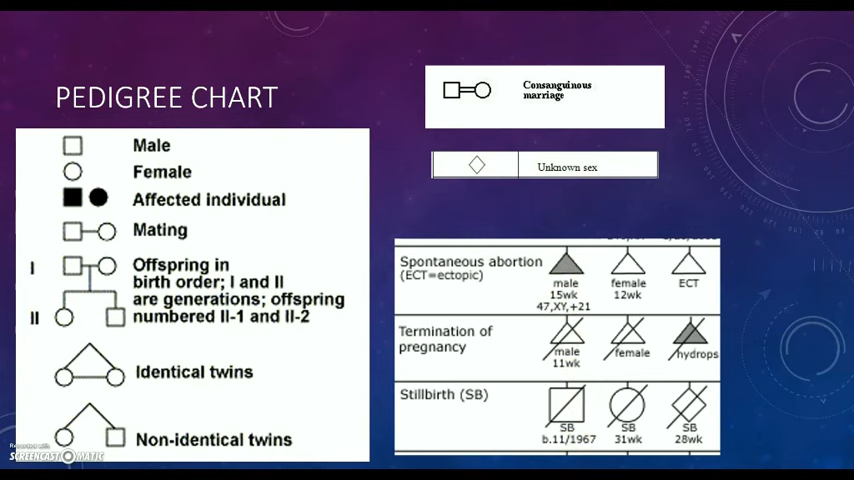 PEDIGREE CHART
Male
Female
Affected individual
Mating
I
Offspring in
birth order; I and II
are generations; offspring
II
numbered II-1 and II-2
Identical twins
Non-identical twins
Consanguinous
marriage
Unknown sex
Spontaneous abortion
(ECT=ectopic)
male
15wk
47,XY,+21
female
12wk
ECT
Termination of
pregnancy
male
11wk
female
hydrops
Stillbirth (SB)
SB
b.11/1967
SB
31wk
SB
28wk
Recorded with
SCREENCAST-O-MATIC